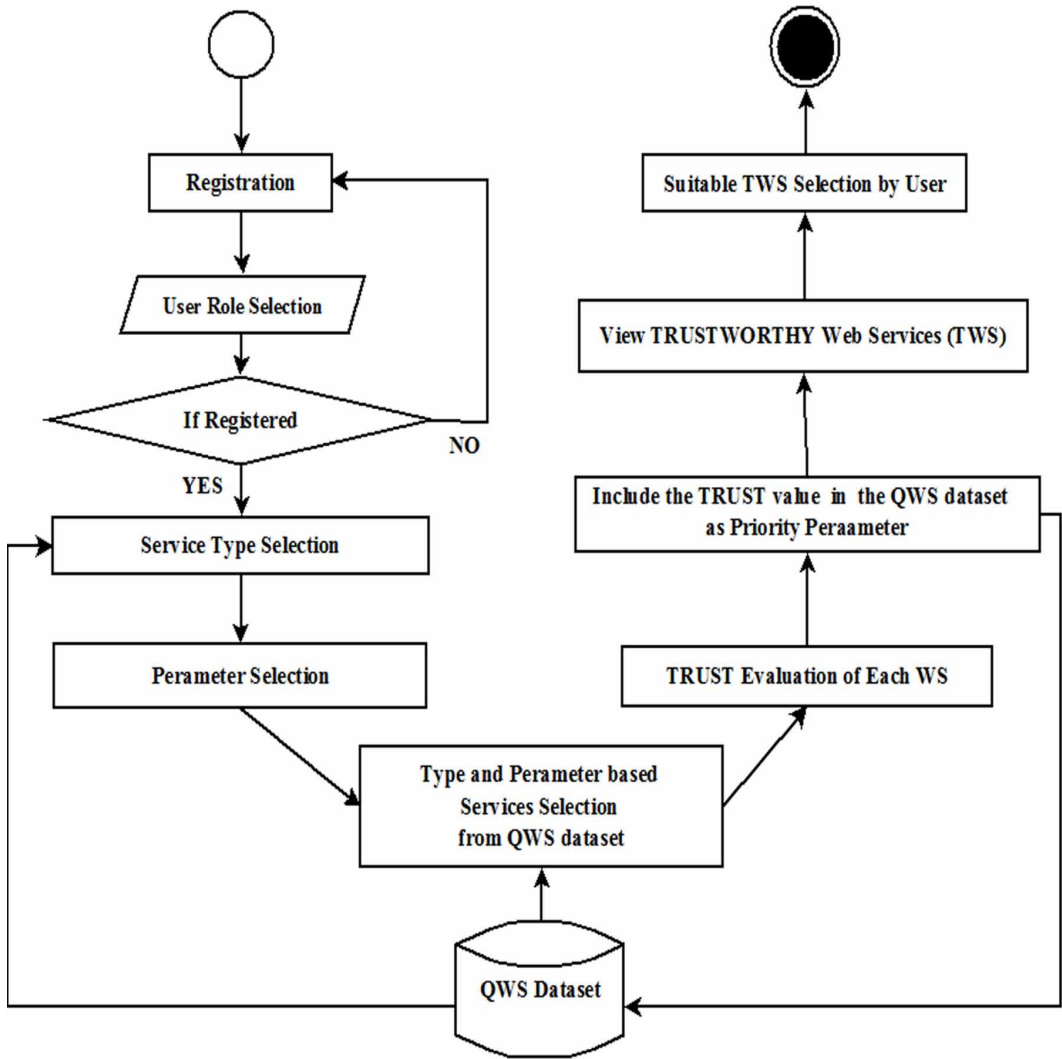 Registration
User Role Selection
If Registered
NO
YES
Service Type Selection
Perameter Selection
Type and Perameter based
Services Selection
from QWS dataset
QWS Dataset
TRUST Evaluation of Each WS
Include the TRUST value in the QWS dataset
as Priority Peraameter
View TRUSTWORTHY Web Services (TWS)
Suitable TWS Selection by User